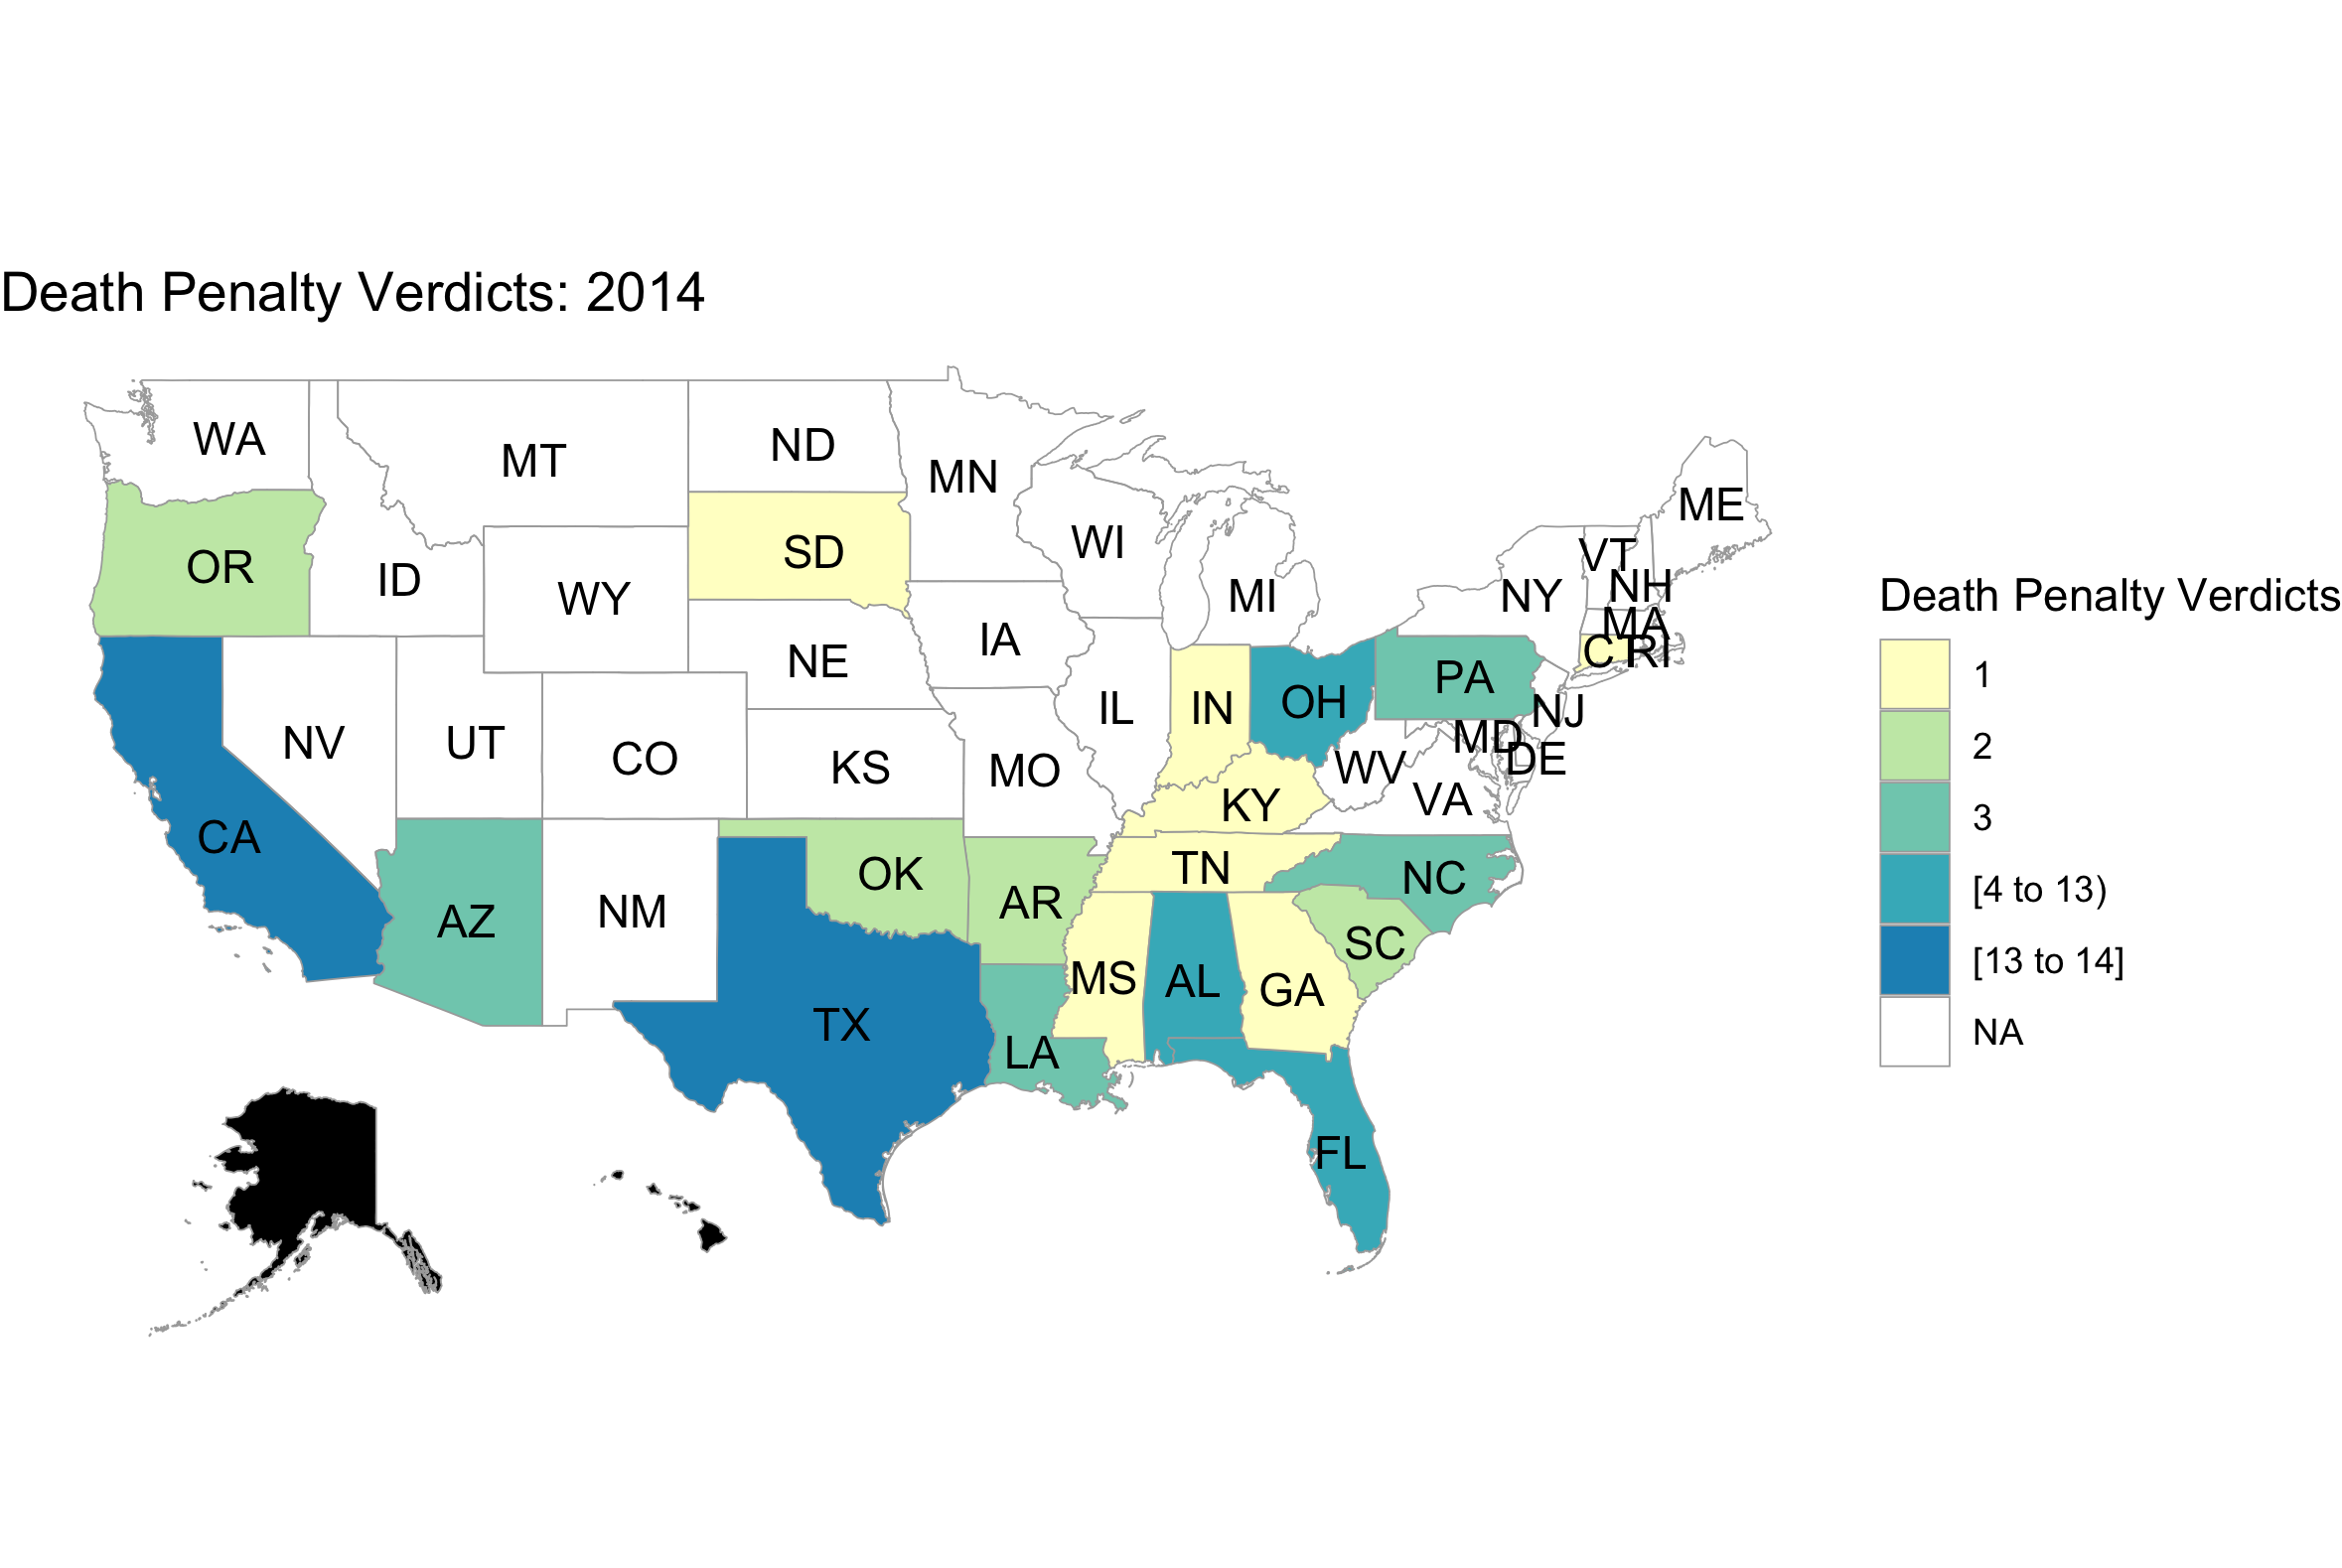 Death Penalty Verdicts: 2014
WA
MT
ND
MN
ME
OR
ID
WY
SD
WI
MI
NY
VT
NH
MA
CT
RI
NE
IA
PA
NV
UT
CO
KS
MO
IL
IN
OH
NJ
MD
DE
WV
VA
KY
CA
AZ
NM
OK
AR
TN
NC
SC
TX
LA
MS
AL
GA
FL
Death Penalty Verdicts
1
2
3
[4 to 13)
[13 to 14]
NA